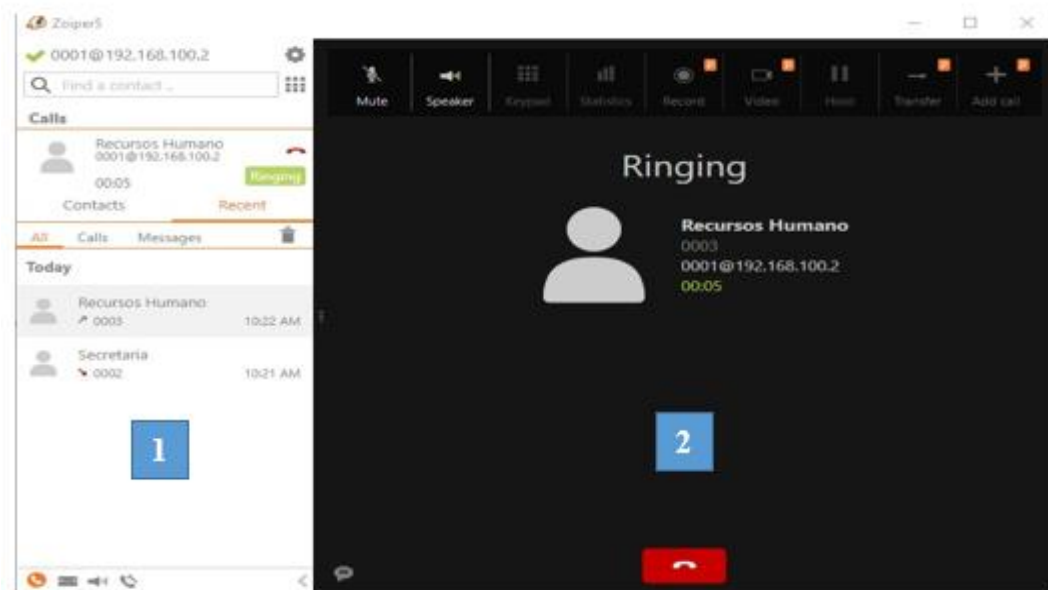 Zoiper5
0001@192.168.100.2
Find a contact ..
Calls
Recursos Humano
0001@192.168.100.2
00:05
Ringing
Contacts
Recent
All
Calls
Messages
Today
Recursos Humano
0003
10:22 AM
Secretaria
0002
10:21 AM
1
Mute
Speaker
Keypad
Statistics
Record
Video
Hold
Transfer
Add call
Ringing
Recursos Humano
0003
0001@192.168.100.2
00:05
2